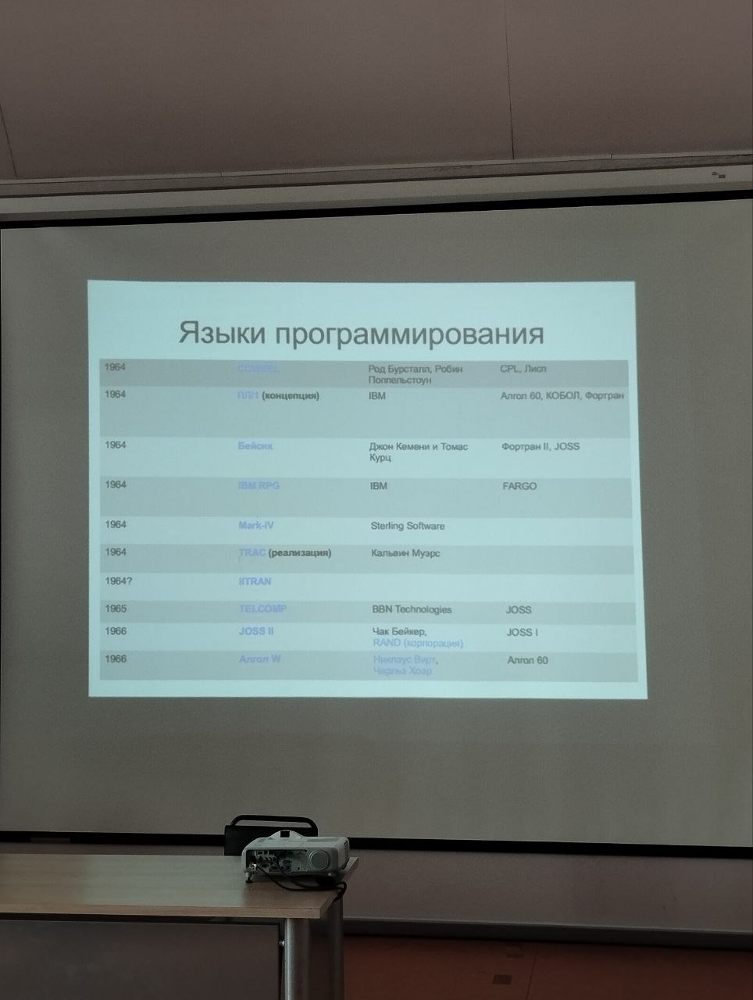 Языки программирования
1964 COWSEL Род Бурсталл, Робин CPL, Лисп
Поппельстоун
1964 ПЛ/I (концепция) IBM Алгол 60, КОБОЛ, Фортран
1964 Бейсик Джон Кемени и Томас Фортран II, JOSS
Курц
1964 IBM RPG IBM FARGO
1964 Mark-IV Sterling Software
1964 TRAC (реализация) Кальвин Муэрс
1964? IITRAN
1965 TELCOMP BBN Technologies JOSS
1966 JOSS II Чак Бейкер, JOSS I
RAND (корпорация)
1966 Алгол W Никлаус Вирт, Алгол 60
Чарльз Хоар